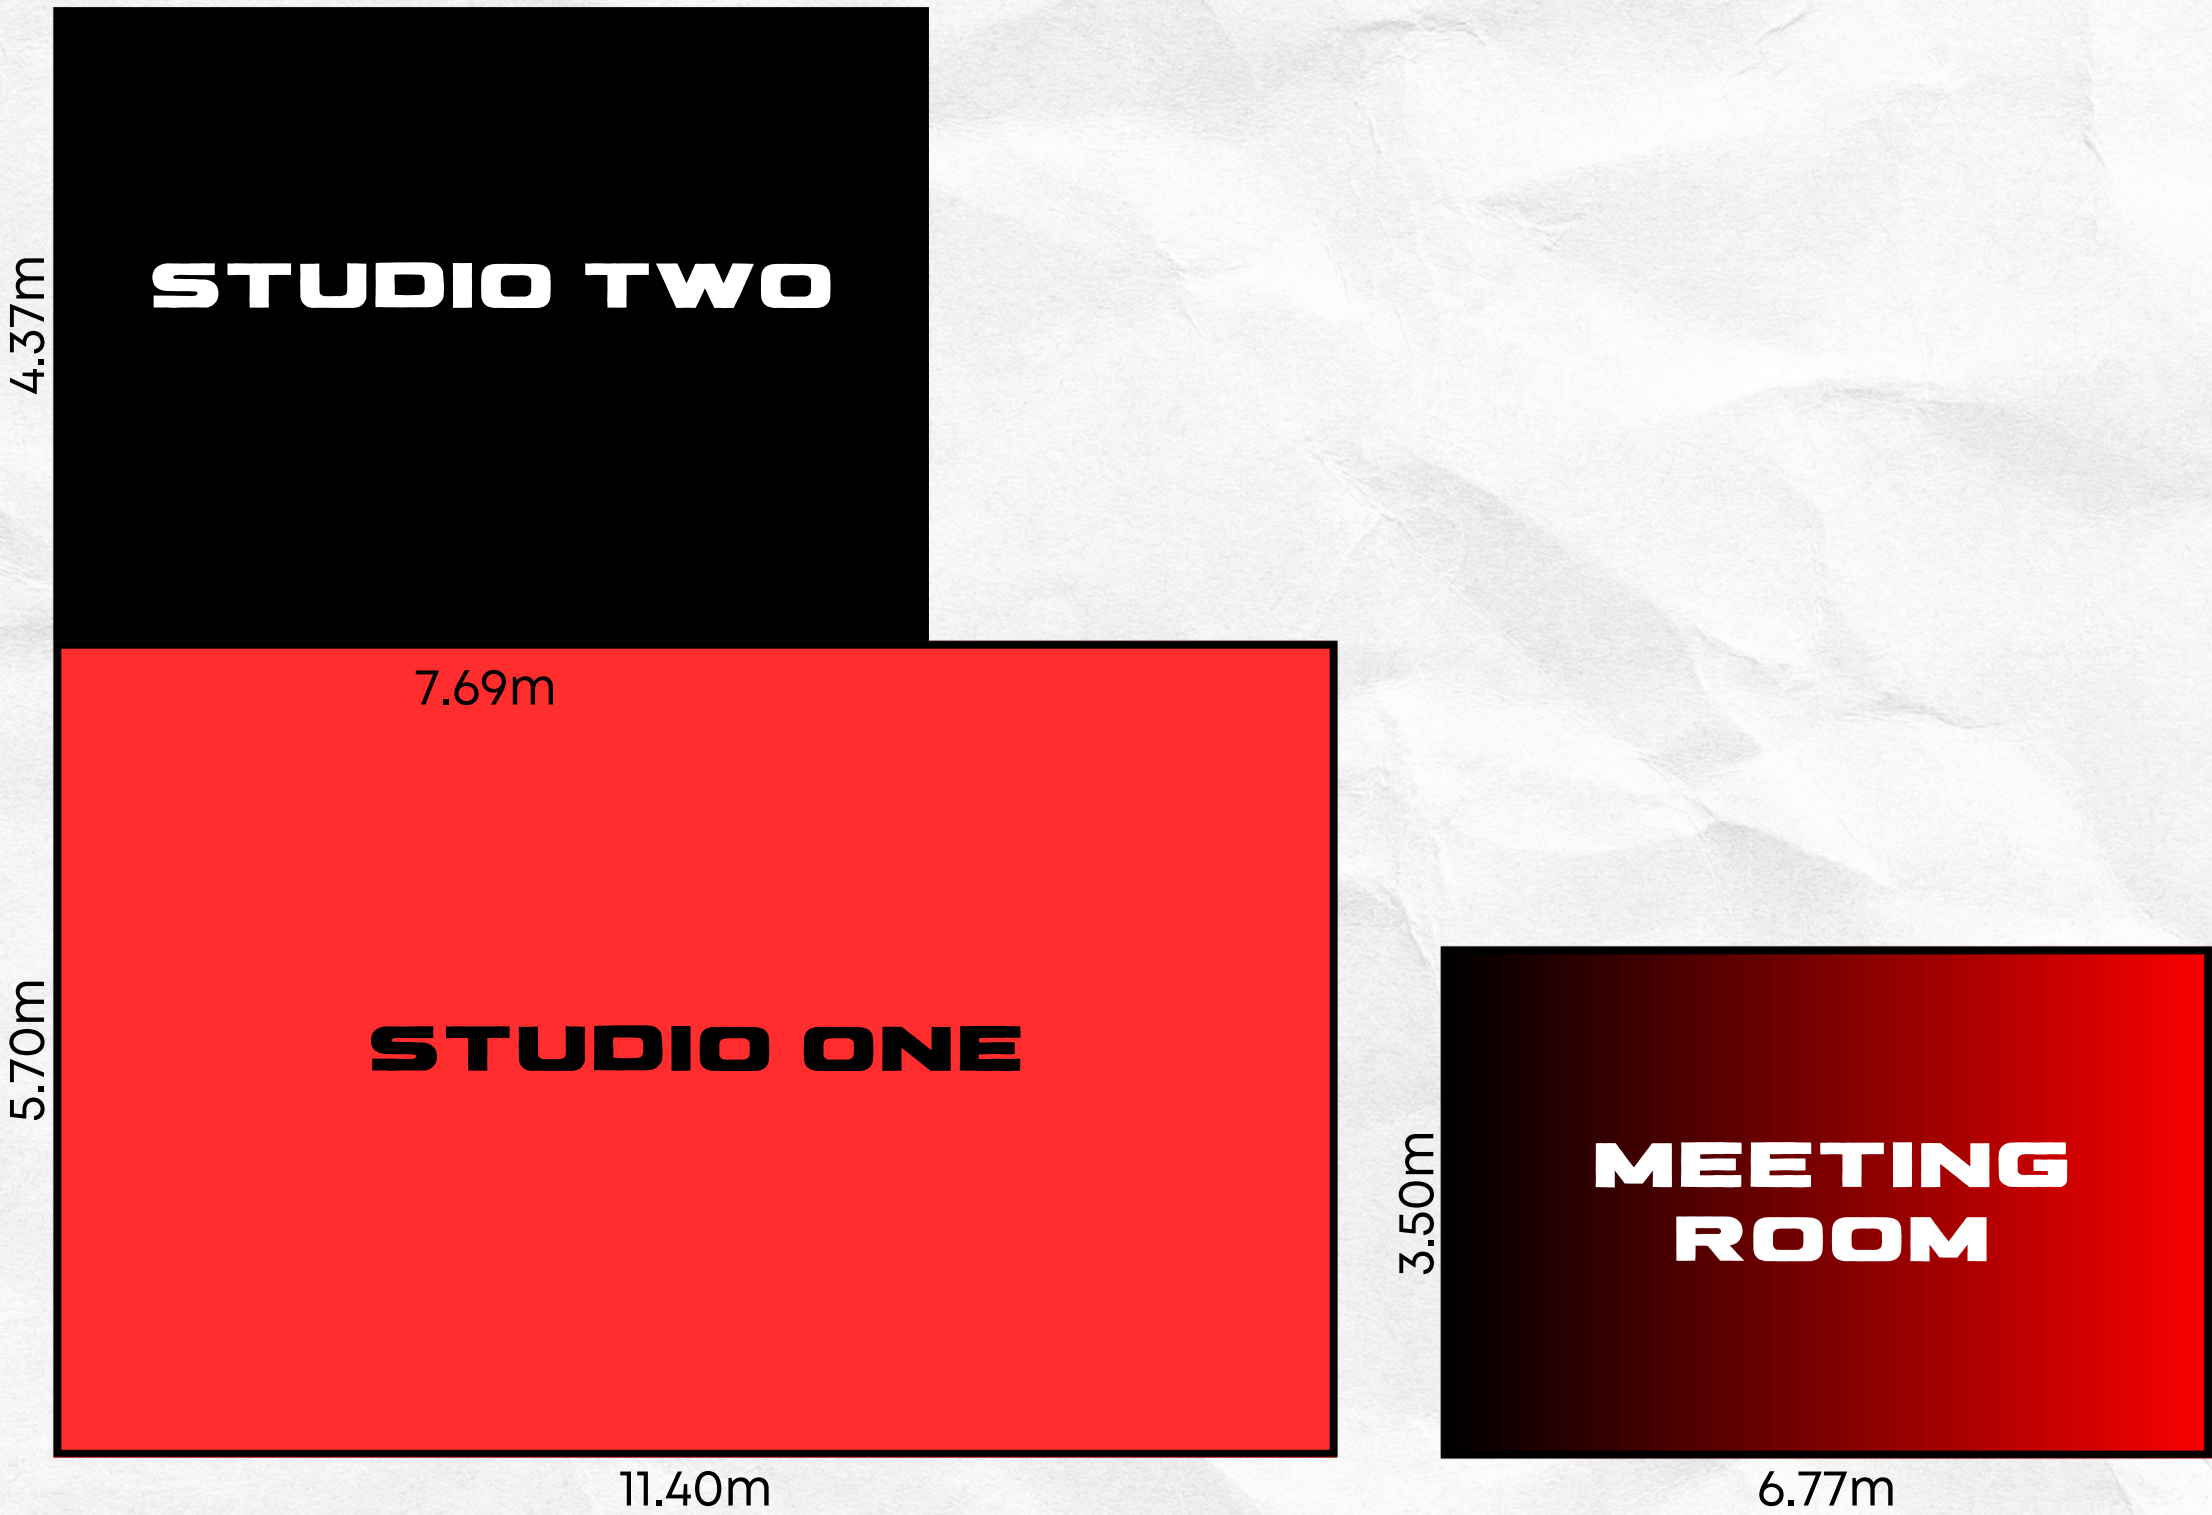 STUDIO TWO
4.37m
7.69m
STUDIO ONE
5.70m
11.40m
MEETING
ROOM
3.50m
6.77m